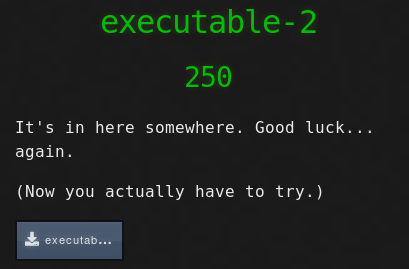 executable-2
250
It's in here somewhere. Good luck...
again.
(Now you actually have to try.)
executab...